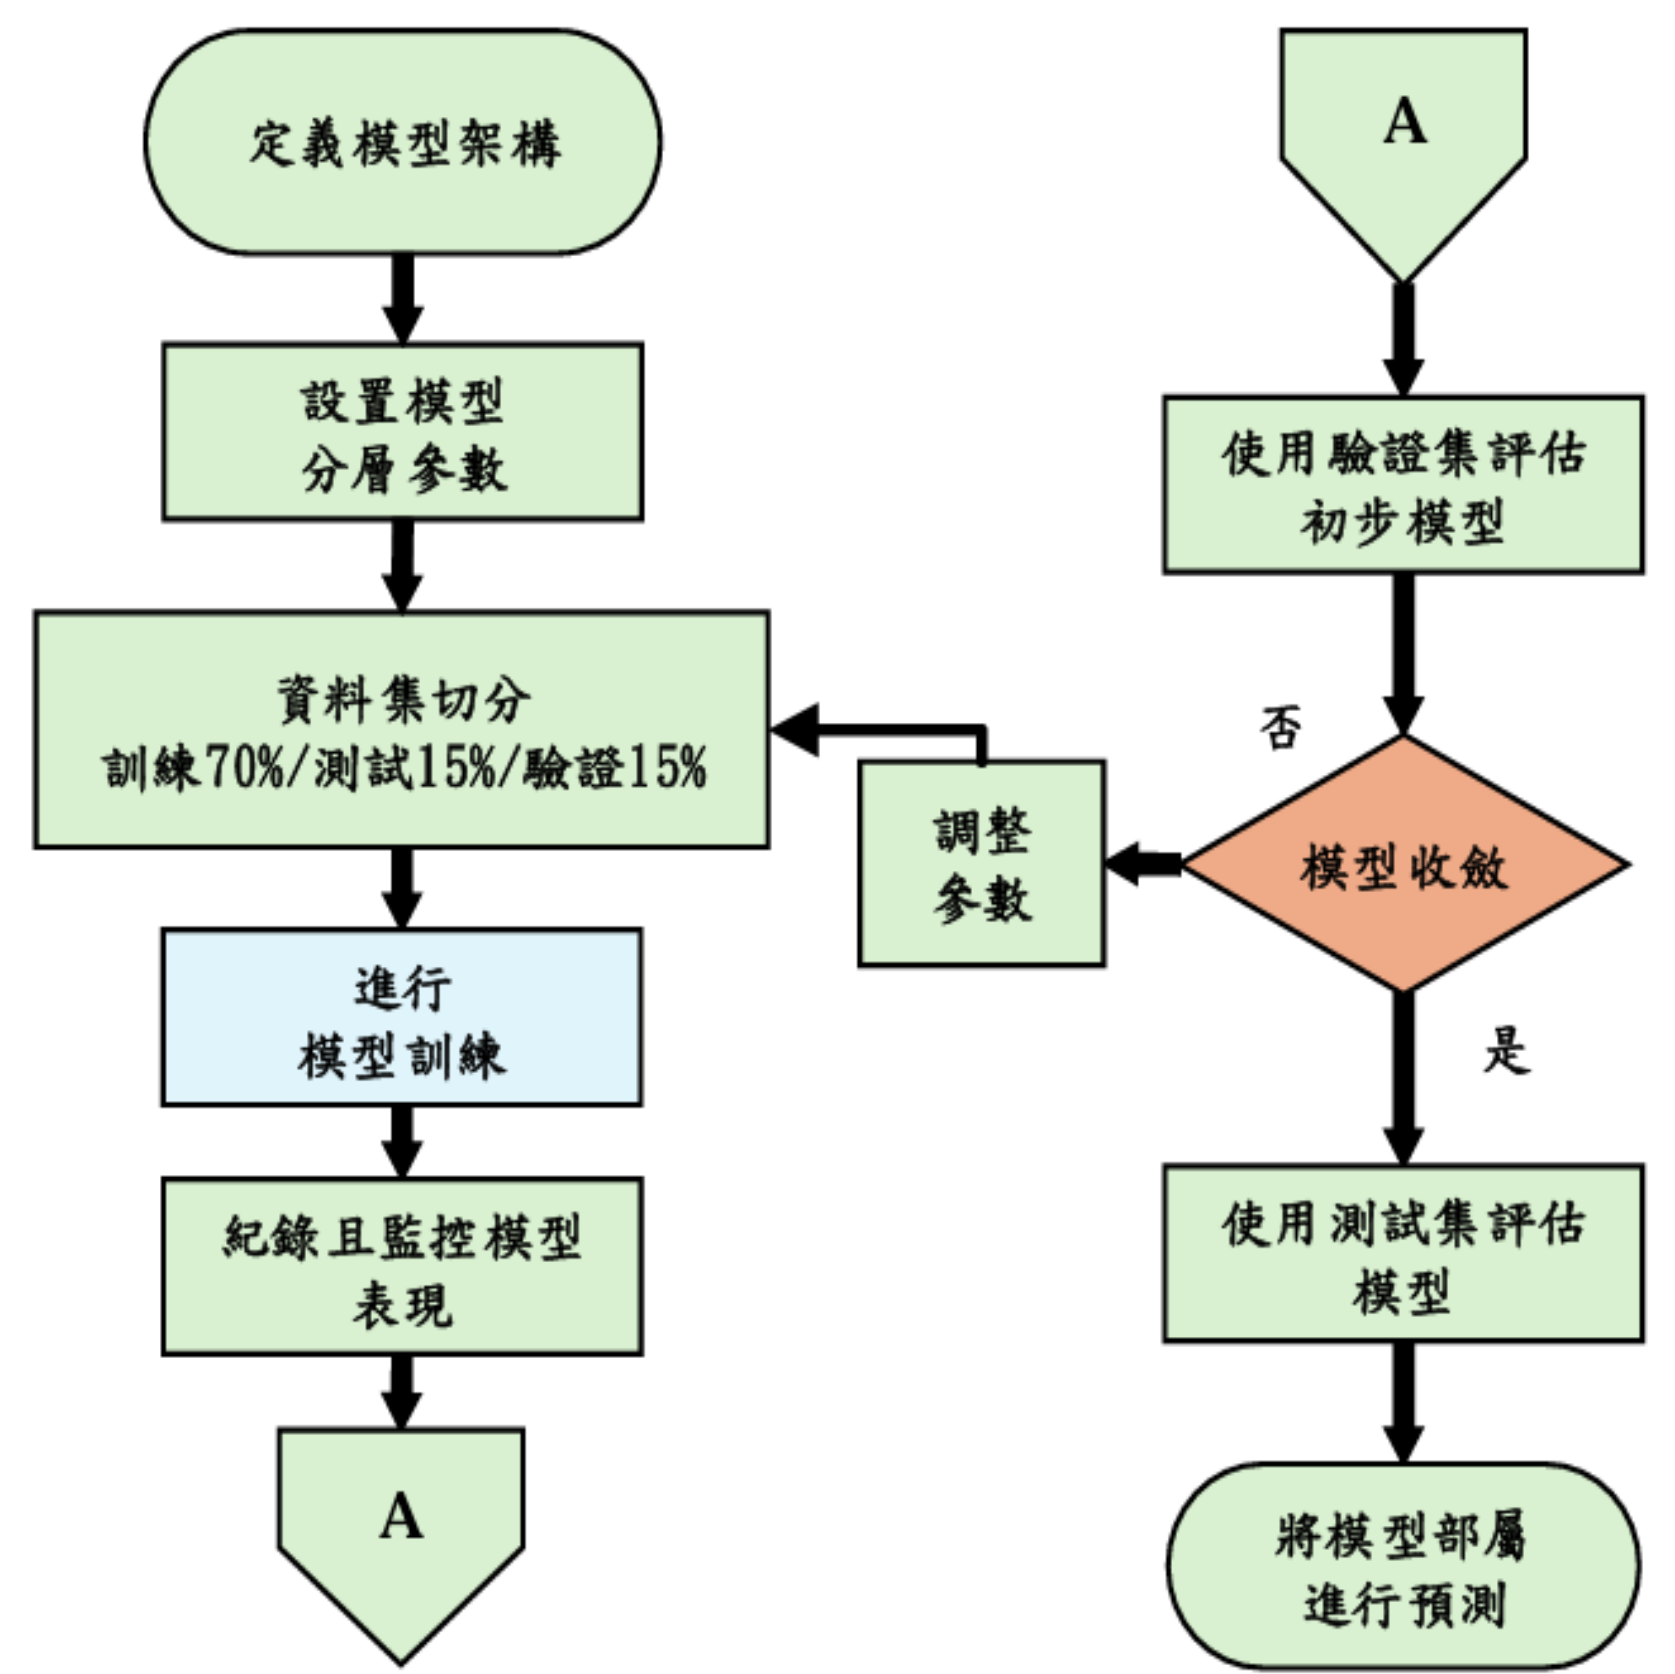 定義模型架構
設置模型
分層參數
資料集切分
訓練70%/測試15%/驗證15%
進行
模型訓練
紀錄且監控模型
表現
A
A
使用驗證集評估
初步模型
否
模型收斂
調整
參數
是
使用測試集評估
模型
將模型部屬
進行預測